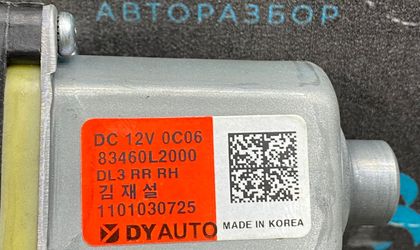 АВТОРАЗБОР
DC 12V 0C06
83460L2000
DL3 RR RH
김재설
1101030725
DYAUTO
MADE IN KOREA